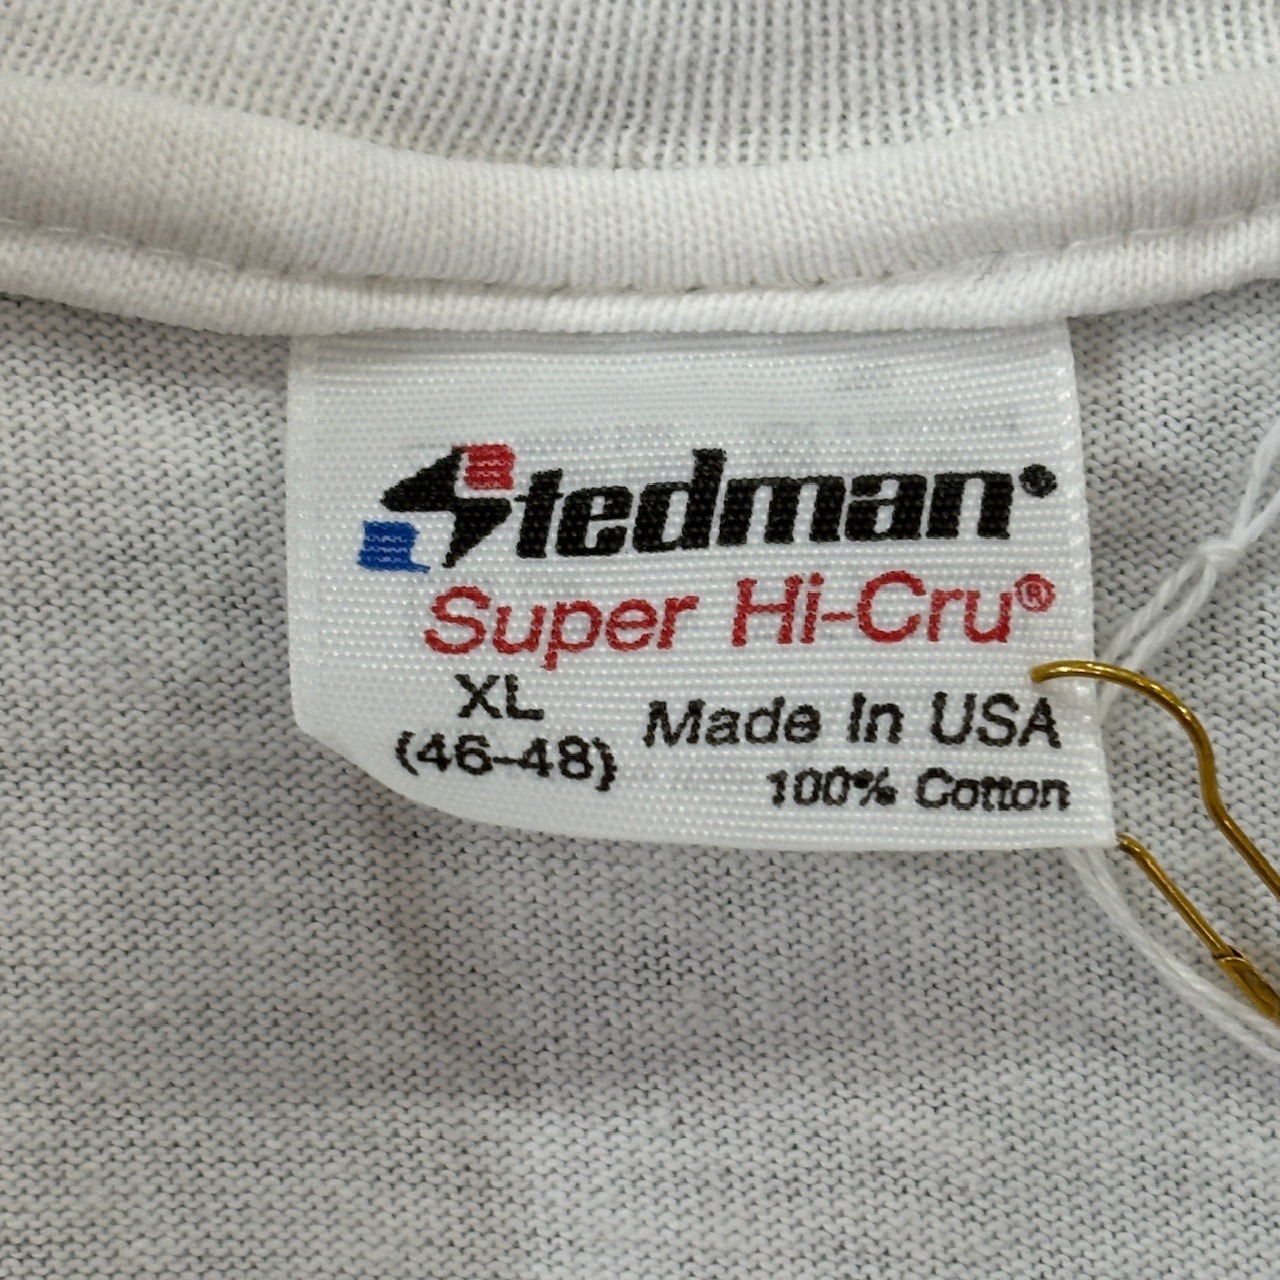 Stedman®
Super Hi-Cru®
XL
(46-48)
Made In USA
100% Cotton